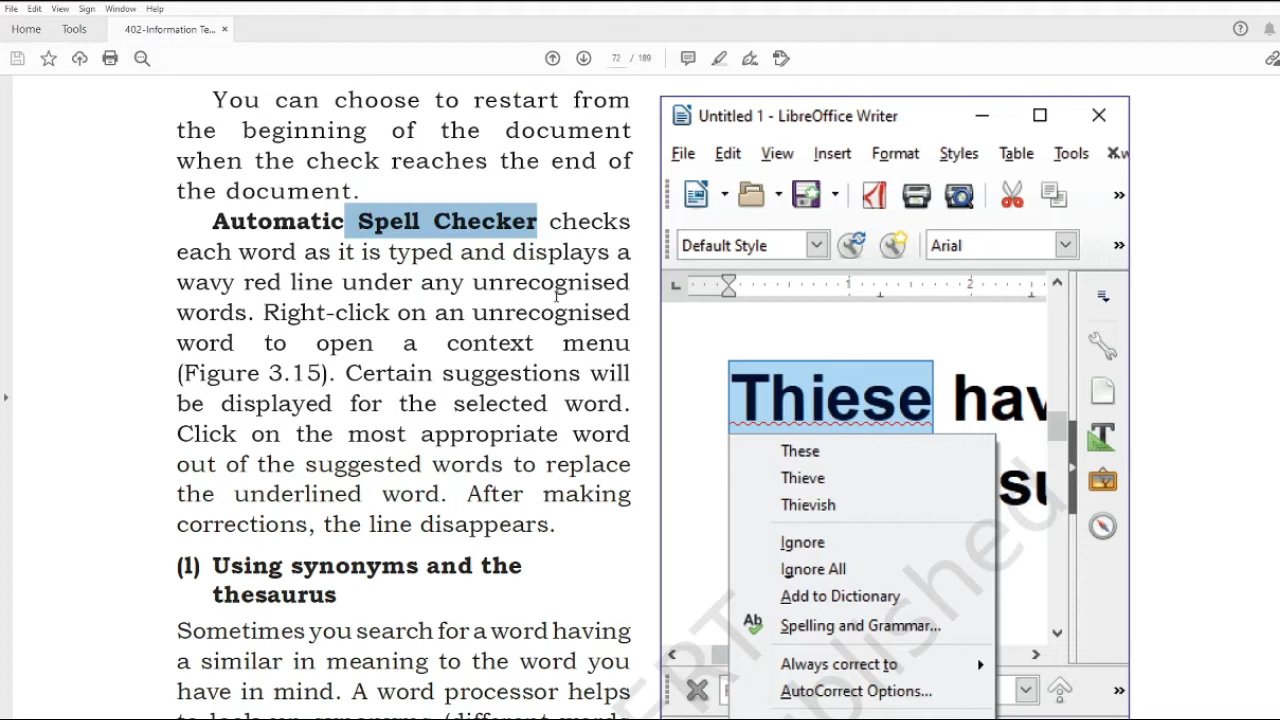 File Edit View Sign Window Help
Home Tools 402-Information Te... ×
72 / 189
You can choose to restart from
the beginning of the document
when the check reaches the end of
the document.
Automatic Spell Checker checks
each word as it is typed and displays a
wavy red line under any unrecognised
words. Right-click on an unrecognised
word to open a context menu
(Figure 3.15). Certain suggestions will
be displayed for the selected word.
Click on the most appropriate word
out of the suggested words to replace
the underlined word. After making
corrections, the line disappears.
(l) Using synonyms and the
thesaurus
Sometimes you search for a word having
a similar in meaning to the word you
have in mind. A word processor helps
Untitled 1 - LibreOffice Writer
File Edit View Insert Format Styles Table Tools
Default Style Arial
1 2
Thiese hav
su
These
Thieve
Thievish
Ignore
Ignore All
Add to Dictionary
Spelling and Grammar...
Always correct to
AutoCorrect Options...